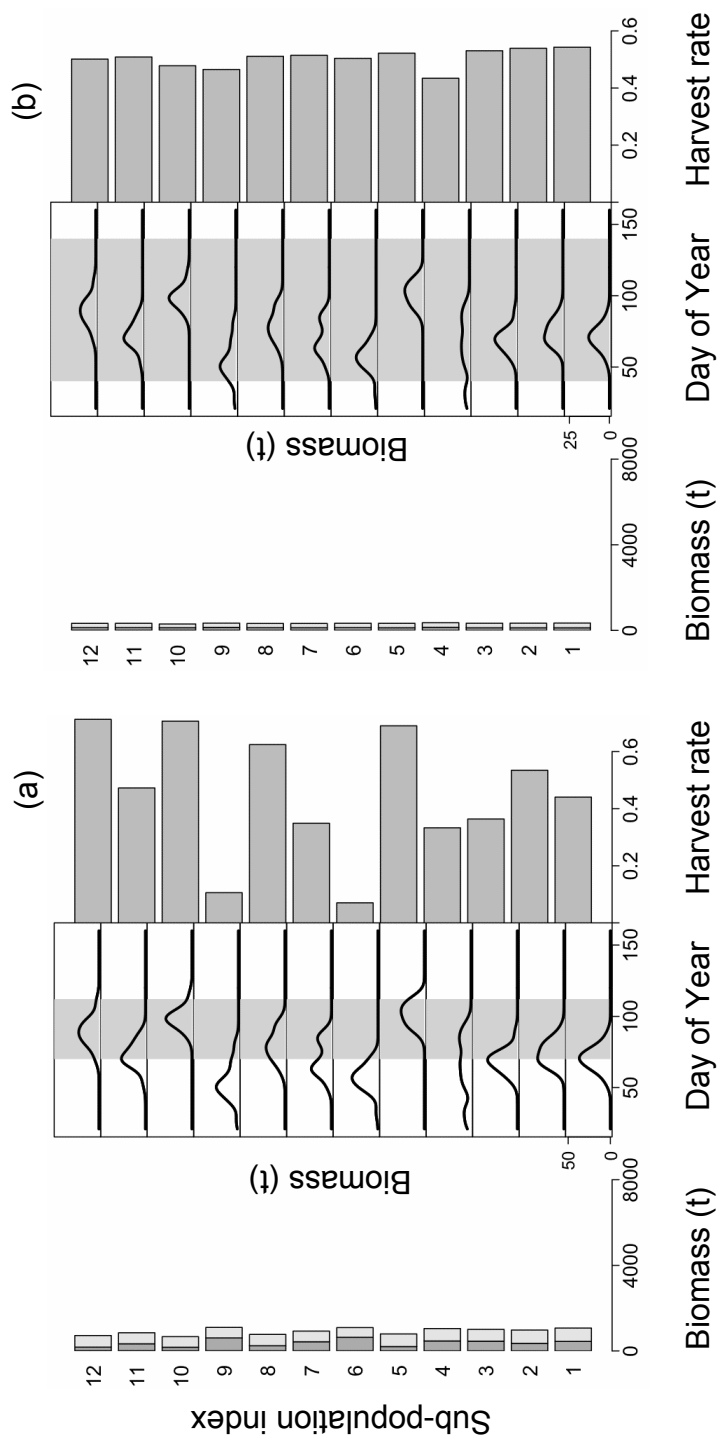 (a)
(b)
Sub-population index
12
11
10
9
8
7
6
5
4
3
2
1
0 4000 8000
Biomass (t)
Biomass (t)
0 50
50 100 150
Day of Year
0.2 0.4 0.6
Harvest rate
12
11
10
9
8
7
6
5
4
3
2
1
0 4000 8000
Biomass (t)
Biomass (t)
0 25
50 100 150
Day of Year
0.2 0.4 0.6
Harvest rate